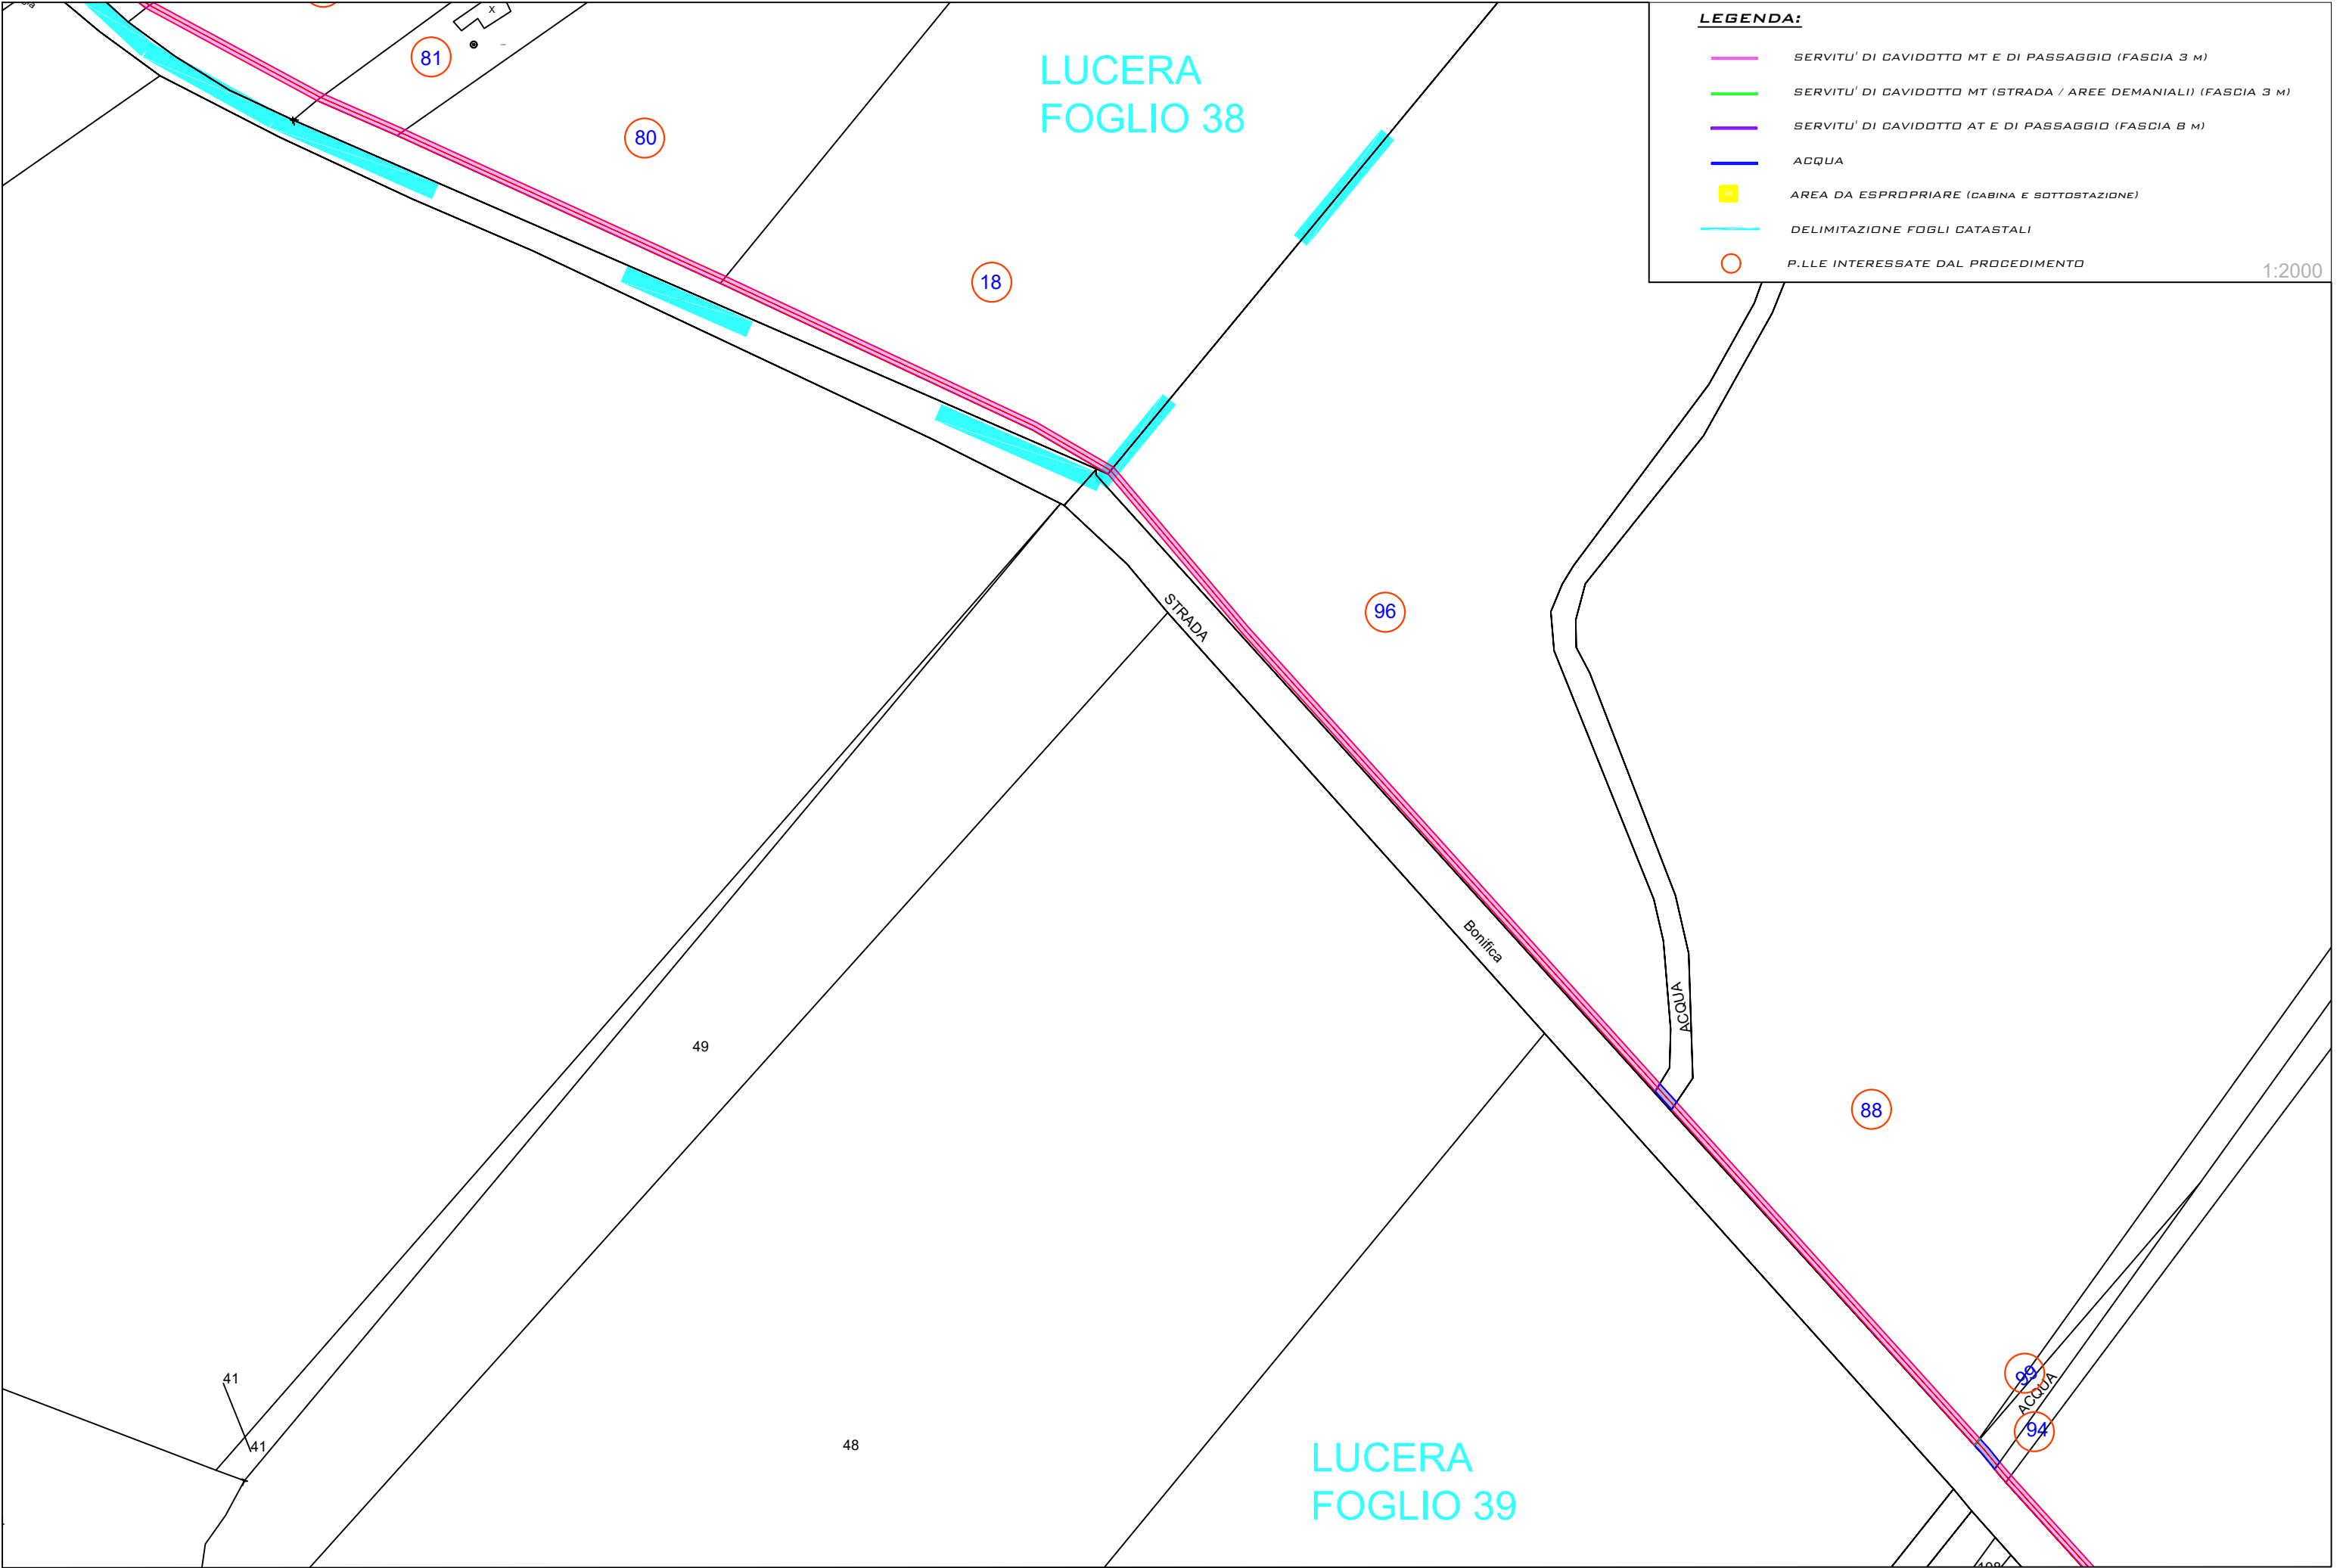 LEGENDA:
SERVITU' DI CAVIDOTTO MT E DI PASSAGGIO (FASCIA 3 M)
SERVITU' DI CAVIDOTTO MT (STRADA / AREE DEMANIALI) (FASCIA 3 M)
SERVITU' DI CAVIDOTTO AT E DI PASSAGGIO (FASCIA 8 M)
ACQUA
AREA DA ESPROPRIARE (CABINA E SOTTOSTAZIONE)
DELIMITAZIONE FOGLI CATASTALI
P.LLE INTERESSATE DAL PROCEDIMENTO
1:2000
x
81
LUCERA
FOGLIO 38
80
18
STRADA
96
Bonifica
ACQUA
49
88
99
ACQUA
94
41
41
48
LUCERA
FOGLIO 39